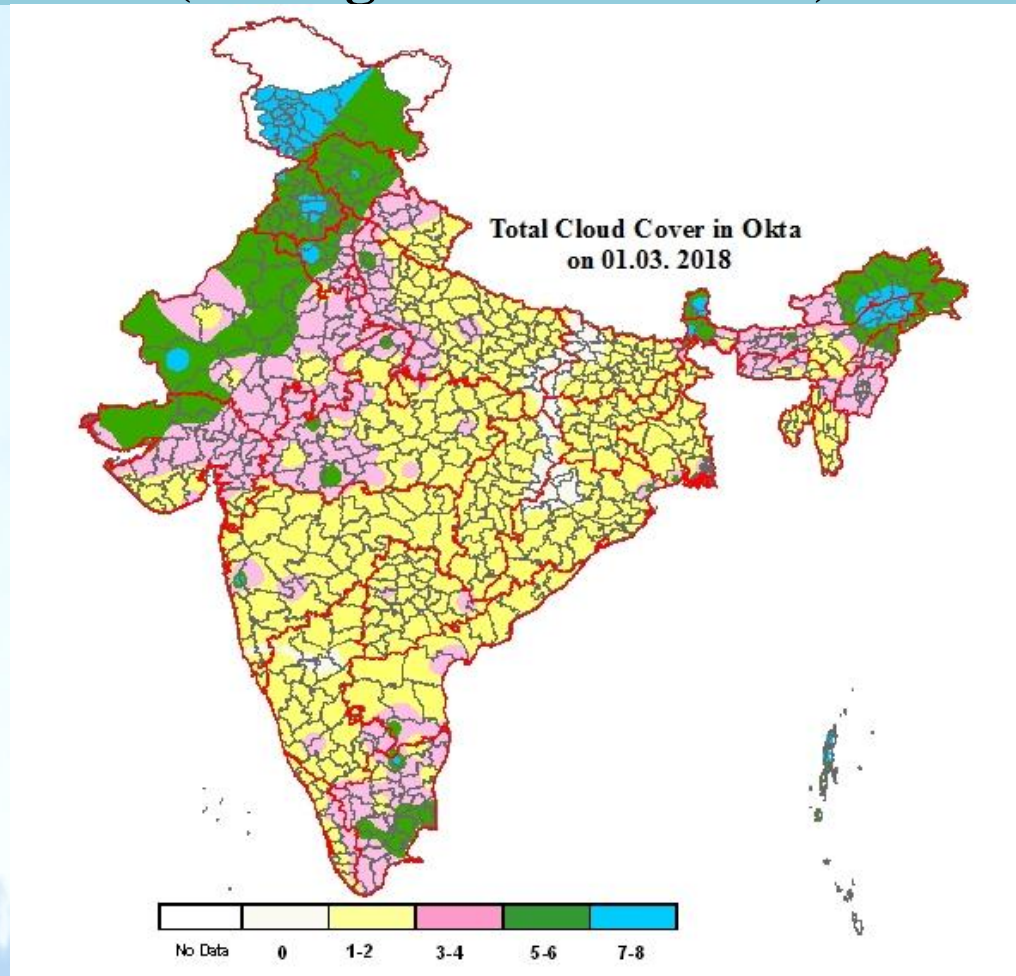 Total Cloud Cover in Okta
on 01.03. 2018
No Data 0 1-2 3-4 5-6 7-8